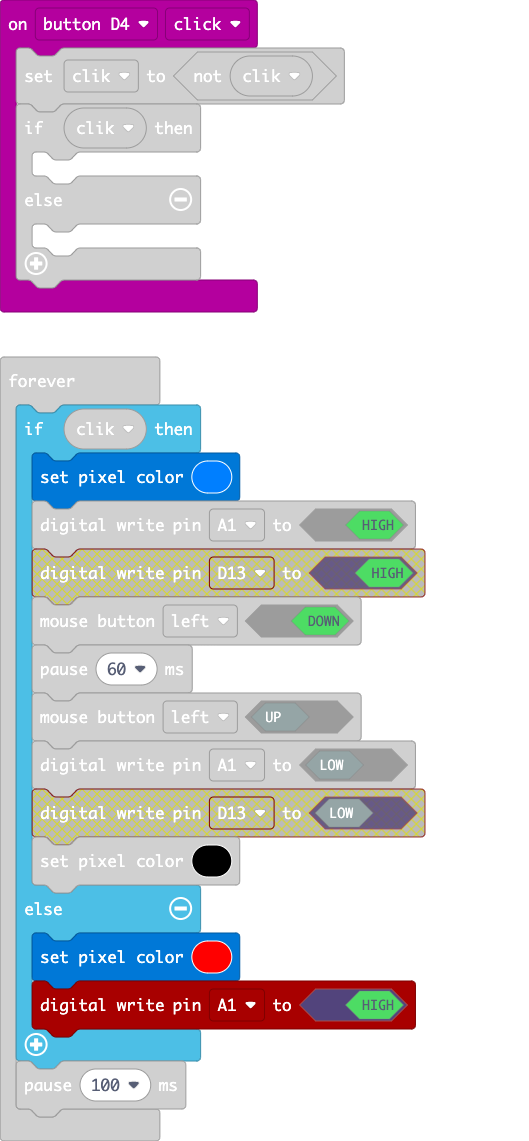 on button D4 click
set clik to not clik
if clik then
else
forever
if clik then
set pixel color
digital write pin A1 to HIGH
digital write pin D13 to HIGH
mouse button left DOWN
pause 60 ms
mouse button left UP
digital write pin A1 to LOW
digital write pin D13 to LOW
set pixel color
else
set pixel color
digital write pin A1 to HIGH
pause 100 ms